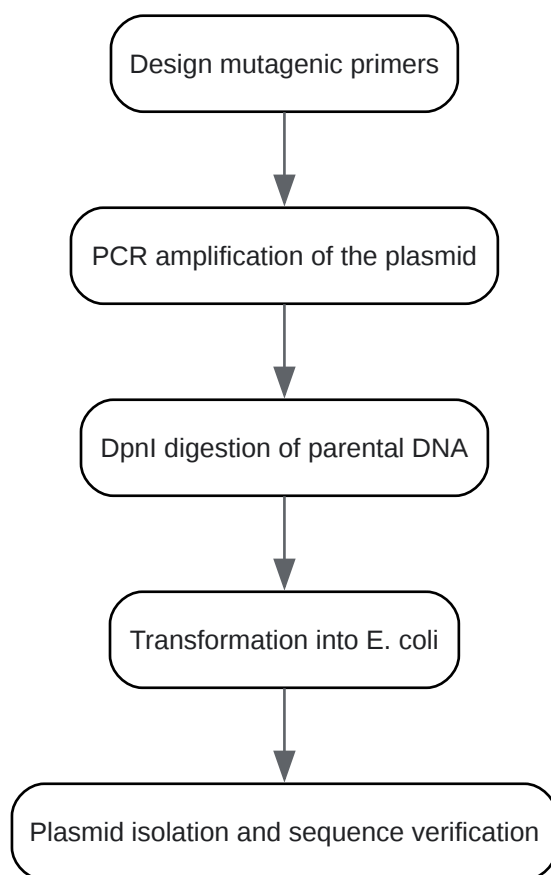 Design mutagenic primers
PCR amplification of the plasmid
DpnI digestion of parental DNA
Transformation into E. coli
Plasmid isolation and sequence verification